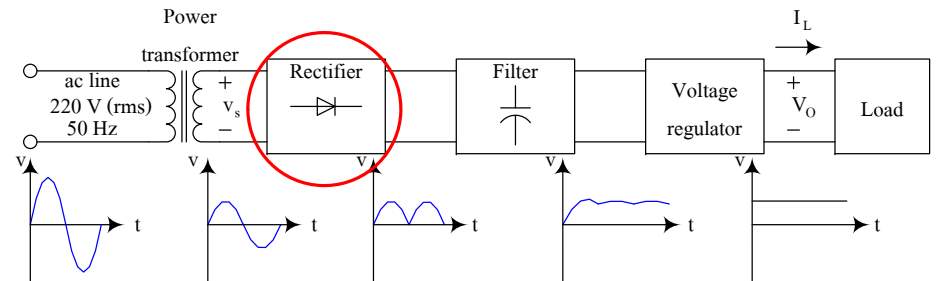 Power
transformer
ac line
220 V (rms)
50 Hz
+
v_s
−
Rectifier
Filter
Voltage
regulator
I_L
+
V_O
−
Load
v
t
v
t
v
t
v
t
v
t